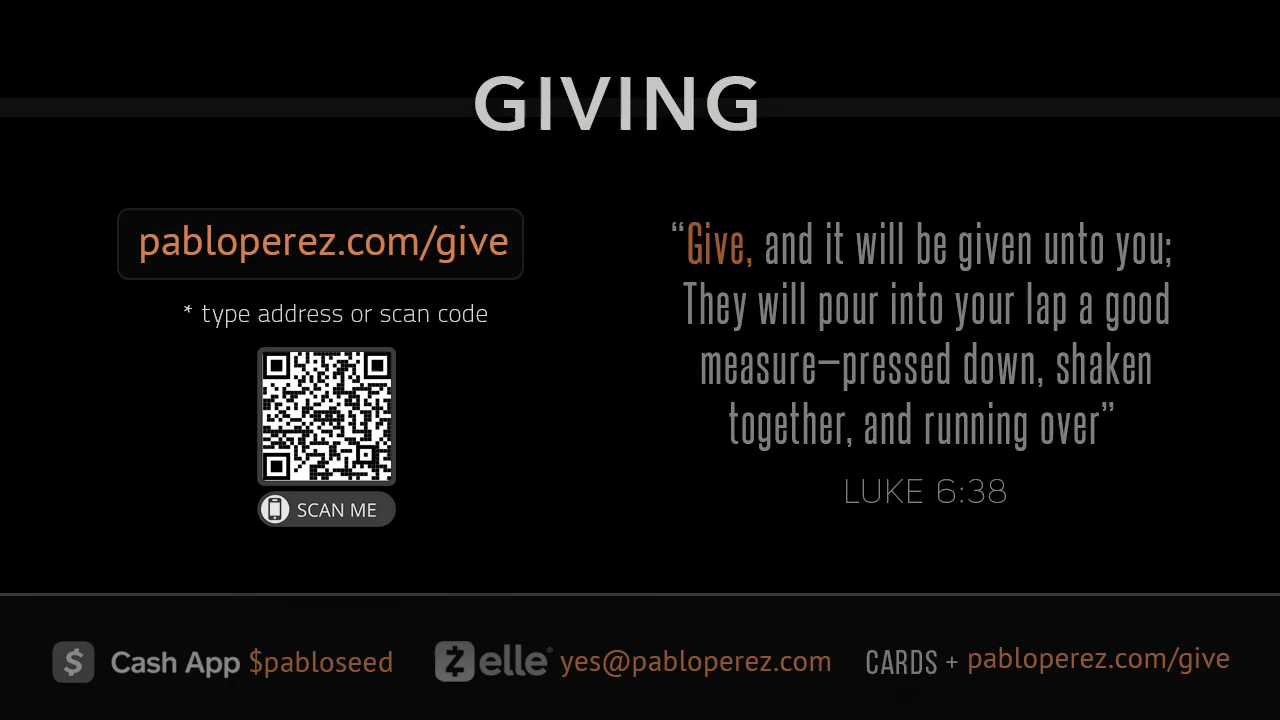 GIVING
pabloperez.com/give
* type address or scan code
SCAN ME
“Give, and it will be given unto you;
They will pour into your lap a good
measure—pressed down, shaken
together, and running over”
LUKE 6:38
$ Cash App $pabloseed
Zelle® yes@pabloperez.com
CARDS + pabloperez.com/give